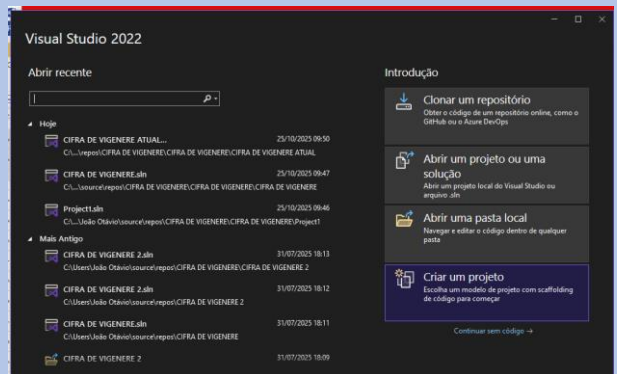 Visual Studio 2022
Abrir recente
Hoje
CIFRA DE VIGENERE ATUAL... 25/10/2025 09:50
C:\...\repos\CIFRA DE VIGENERE\CIFRA DE VIGENERE\CIFRA DE VIGENERE ATUAL
CIFRA DE VIGENERE.sln 25/10/2025 09:47
C:\...\source\repos\CIFRA DE VIGENERE\CIFRA DE VIGENERE\CIFRA DE VIGENERE
Project1.sln 25/10/2025 09:46
C:\...\João Otávio\source\repos\CIFRA DE VIGENERE\CIFRA DE VIGENERE\Project1
Mais Antigo
CIFRA DE VIGENERE 2.sln 31/07/2025 18:13
C:\Users\João Otávio\source\repos\CIFRA DE VIGENERE\CIFRA DE VIGENERE 2
CIFRA DE VIGENERE 2.sln 31/07/2025 18:12
C:\Users\João Otávio\source\repos\CIFRA DE VIGENERE 2
CIFRA DE VIGENERE.sln 31/07/2025 18:11
C:\Users\João Otávio\source\repos\CIFRA DE VIGENERE
CIFRA DE VIGENERE 2 31/07/2025 18:09
Introdução
Clonar um repositório
Obter o código de um repositório online, como o
GitHub ou o Azure DevOps
Abrir um projeto ou uma
solução
Abrir um projeto local do Visual Studio ou
arquivo .sln
Abrir uma pasta local
Navegar e editar o código dentro de qualquer
pasta
Criar um projeto
Escolha um modelo de projeto com scaffolding
de código para começar
Continuar sem código →